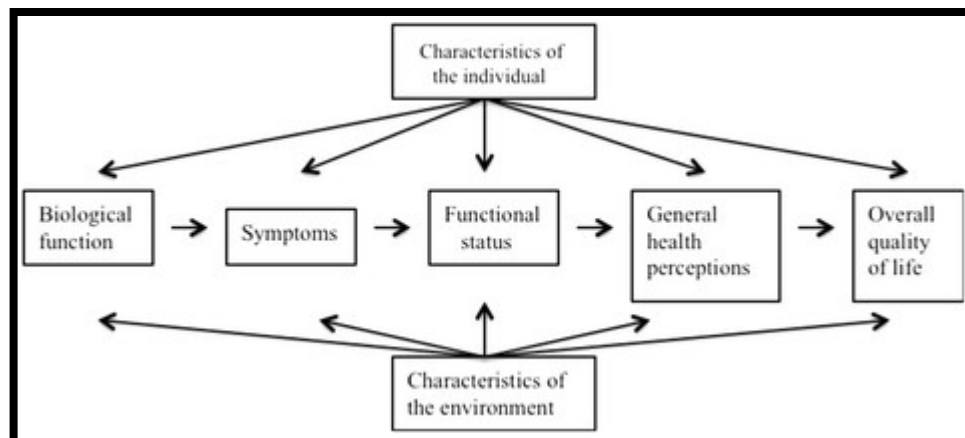 Characteristics of
the individual
Biological
function
Symptoms
Functional
status
General
health
perceptions
Overall
quality
of life
Characteristics of
the environment